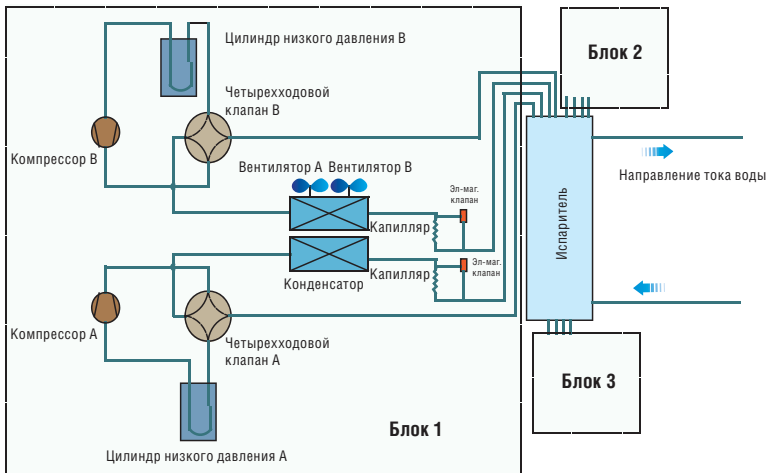 Цилиндр низкого давления В
Блок 2
Четырехходовой
клапан В
Компрессор В
Вентилятор А Вентилятор В
Эл-маг.
клапан
Направление тока воды
Капилляр
Испаритель
Эл-маг.
клапан
Капилляр
Конденсатор
Компрессор А
Четырехходовой
клапан А
Блок 3
Блок 1
Цилиндр низкого давления А